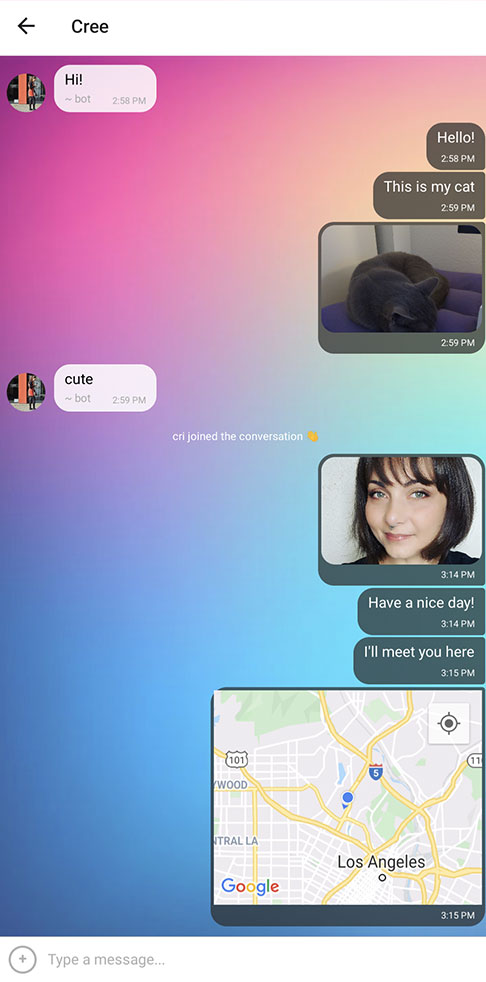 Cree
Hi!
~ bot 2:58 PM
Hello!
2:58 PM
This is my cat
2:59 PM
2:59 PM
cute
~ bot 2:59 PM
cri joined the conversation 👋
3:14 PM
Have a nice day!
3:14 PM
I'll meet you here
3:15 PM
101
5
110
YWOOD
NTRAL LA
Los Angeles
Google
3:15 PM
Type a message...